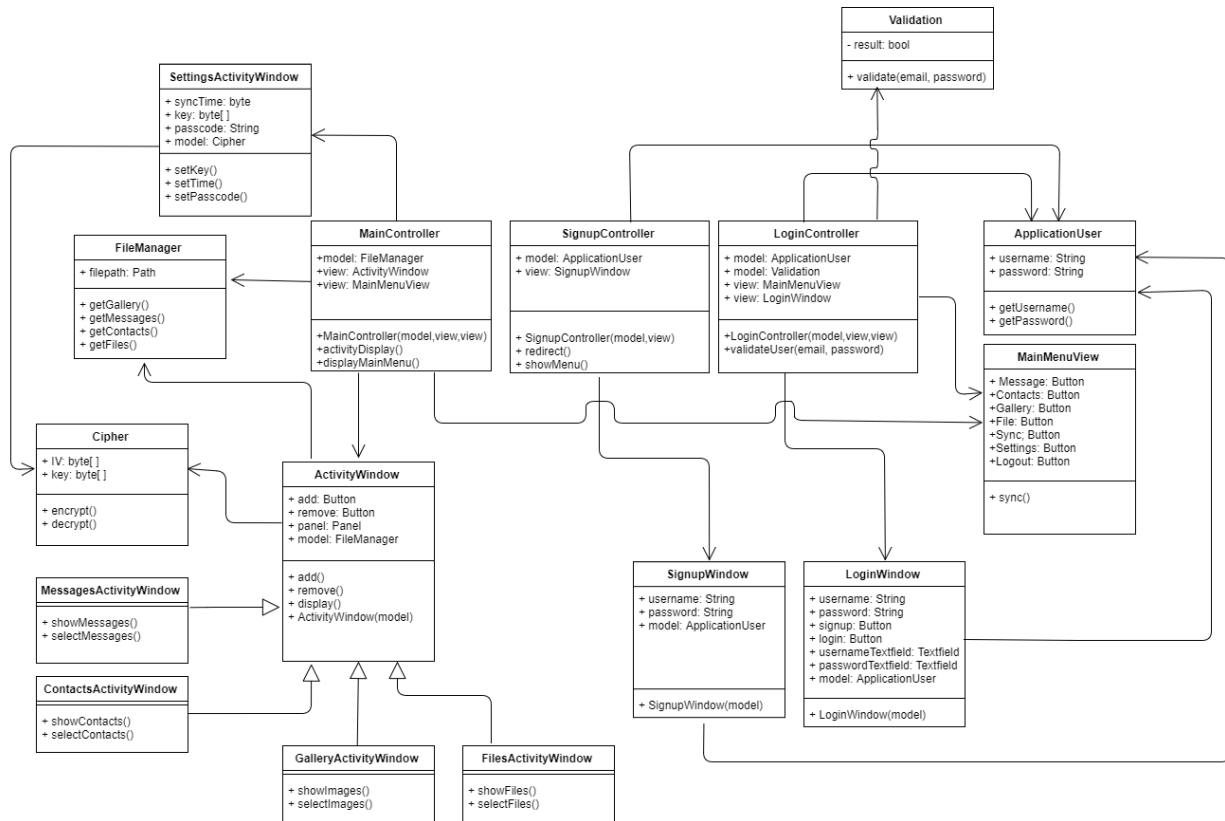 Validation
- result: bool
+ validate(email, password)
SettingsActivityWindow
+ syncTime: byte
+ key: byte[ ]
+ passcode: String
+ model: Cipher
+ setKey()
+ setTime()
+ setPasscode()
FileManager
+ filepath: Path
+ getGallery()
+ getMessages()
+ getContacts()
+ getFiles()
MainController
+model: FileManager
+view: ActivityWindow
+view: MainMenuView
+MainController(model,view,view)
+activityDisplay()
+displayMainMenu()
SignupController
+ model: ApplicationUser
+ view: SignupWindow
+ SignupController(model,view)
+ redirect()
+ showMenu()
LoginController
+ model: ApplicationUser
+ model: Validation
+ view: MainMenuView
+ view: LoginWindow
+LoginController(model,view,view)
+validateUser(email, password)
ApplicationUser
+ username: String
+ password: String
+ getUsername()
+ getPassword()
MainMenuView
+ Message: Button
+Contacts: Button
+Gallery: Button
+File: Button
+Sync; Button
+Settings: Button
+Logout: Button
+ sync()
Cipher
+ IV: byte[ ]
+ key: byte[ ]
+ encrypt()
+ decrypt()
ActivityWindow
+ add: Button
+ remove: Button
+ panel: Panel
+ model: FileManager
+ add()
+ remove()
+ display()
+ ActivityWindow(model)
MessagesActivityWindow
+ showMessages()
+ selectMessages()
ContactsActivityWindow
+ showContacts()
+ selectContacts()
GalleryActivityWindow
+ showImages()
+ selectImages()
FilesActivityWindow
+ showFiles()
+ selectFiles()
SignupWindow
+ username: String
+ password: String
+ model: ApplicationUser
+ SignupWindow(model)
LoginWindow
+ username: String
+ password: String
+ signup: Button
+ login: Button
+ usernameTextfield: Textfield
+ passwordTextfield: Textfield
+ model: ApplicationUser
+ LoginWindow(model)